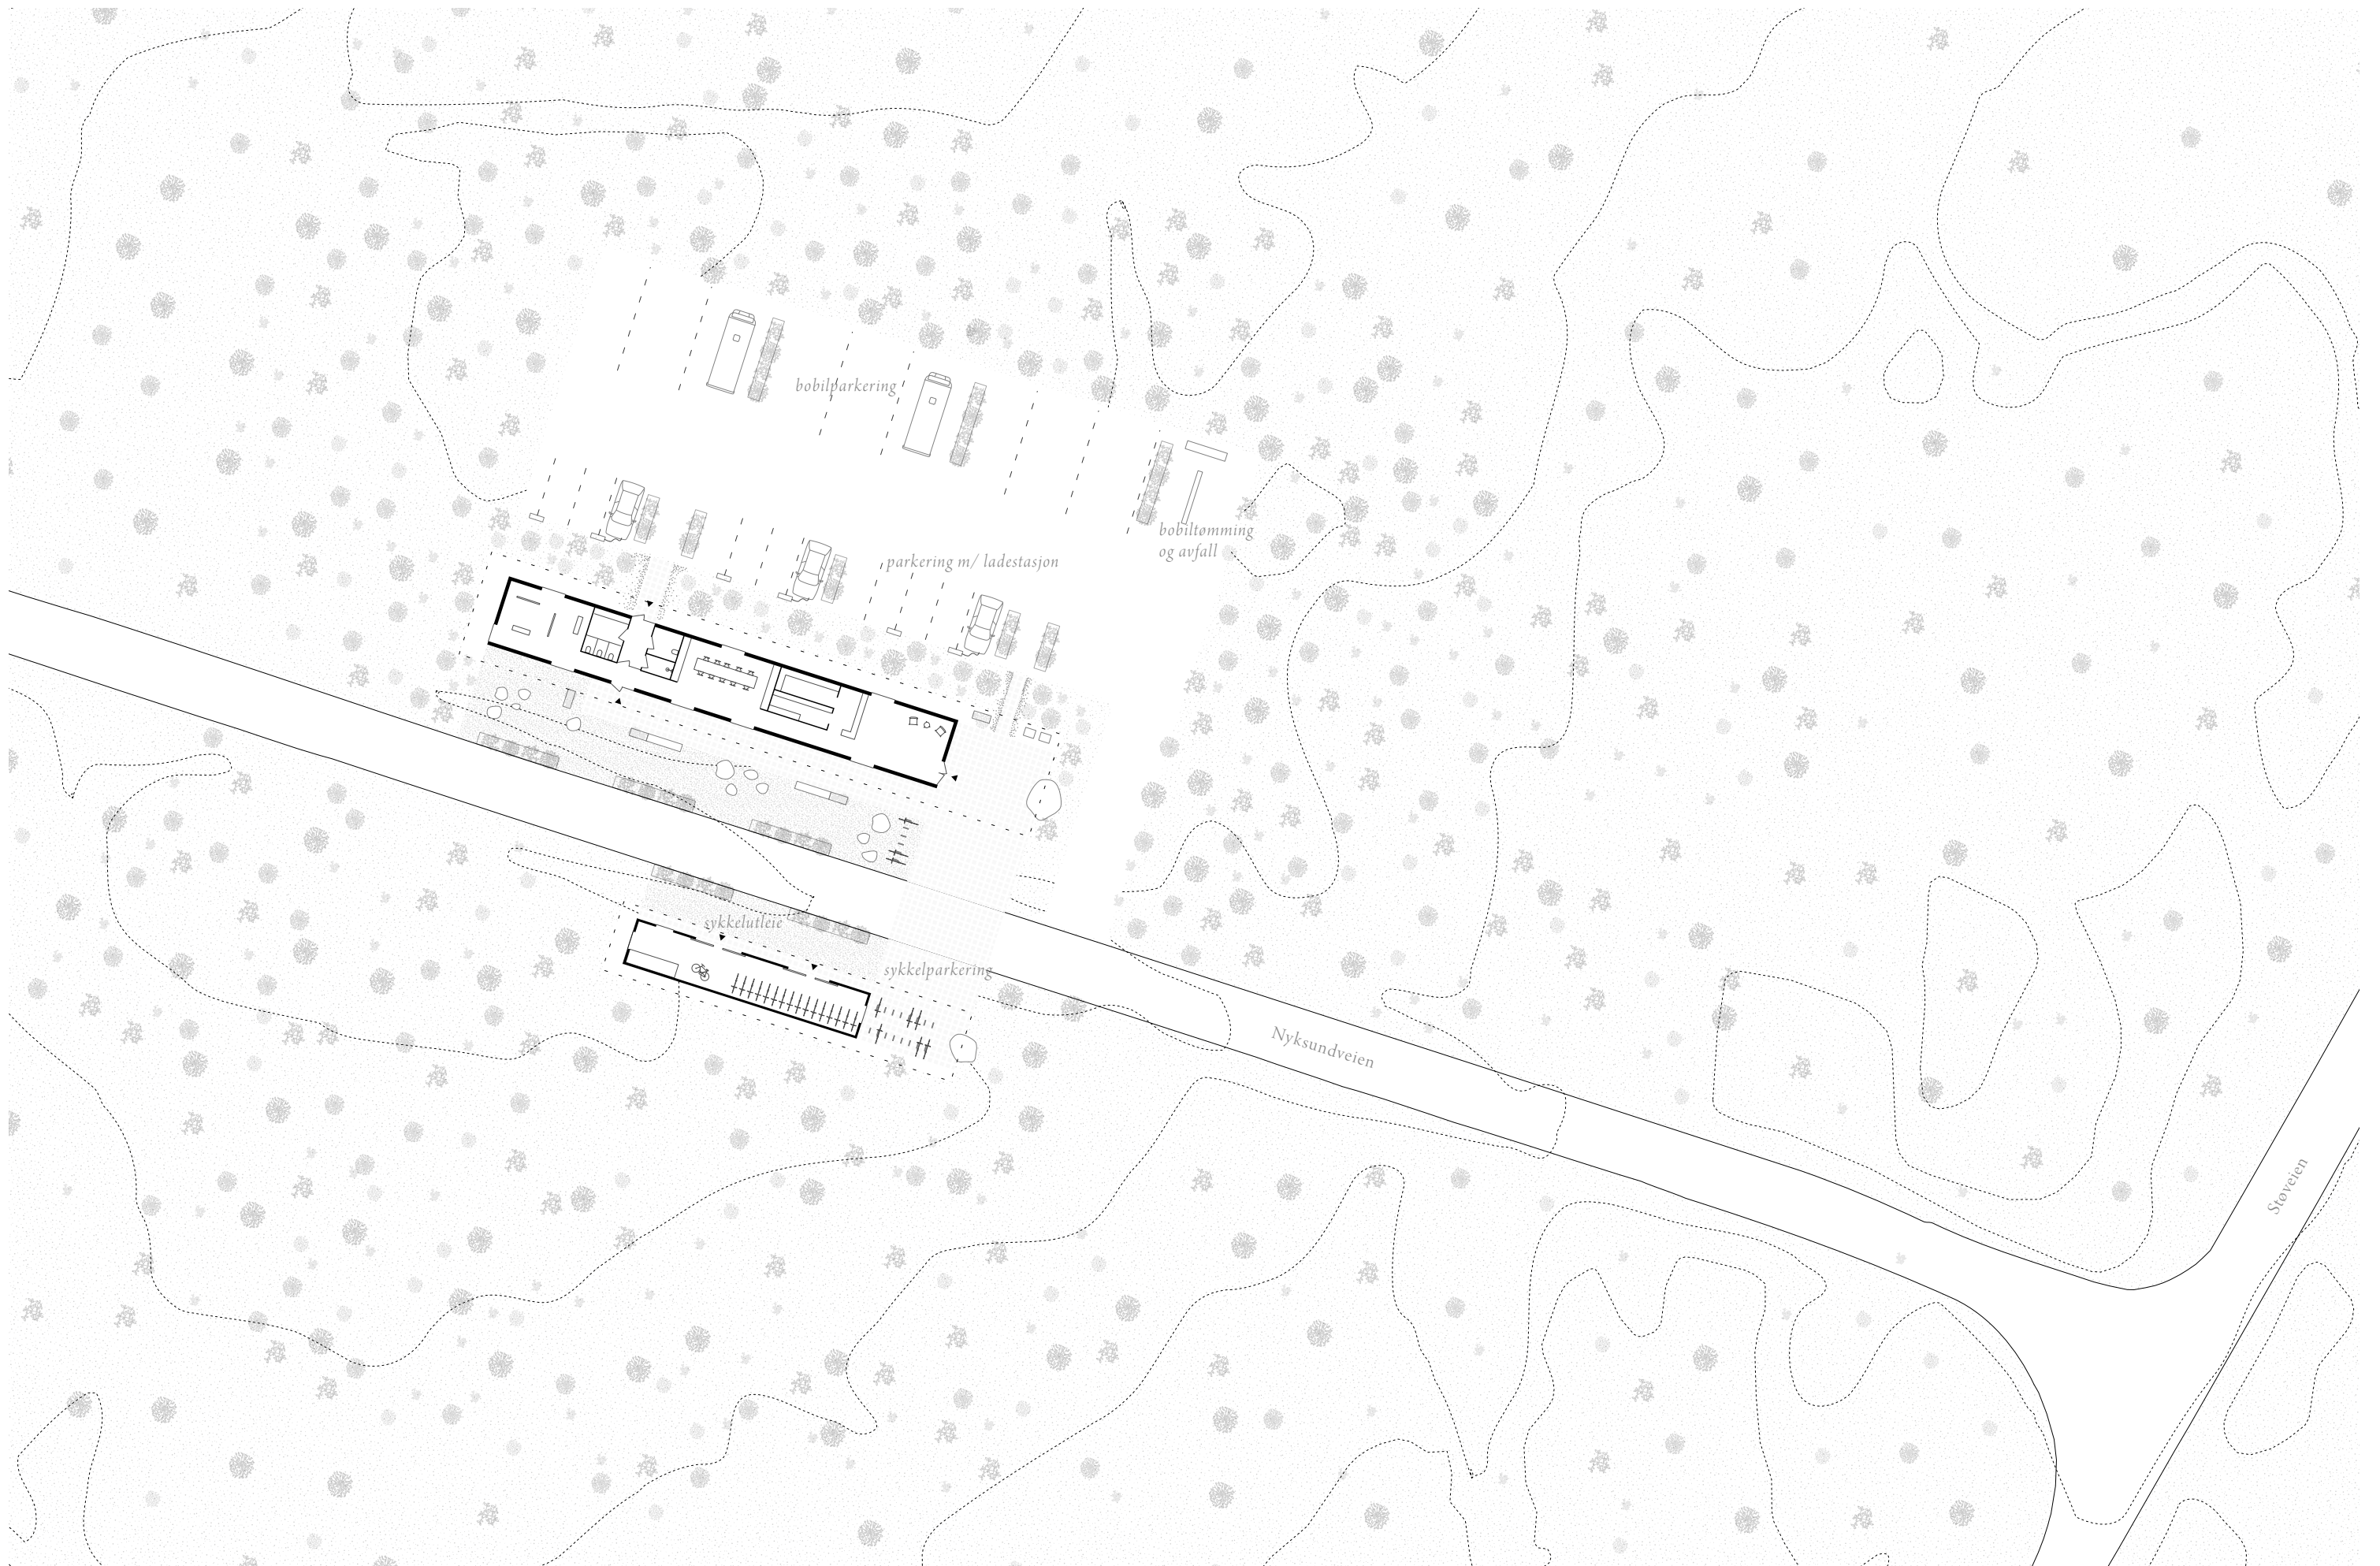 bobilparkering
bobiltømming
og avfall
parkering m/ ladestasjon
sykkelutleie
sykkelparkering
Nyksundveien
Støveien